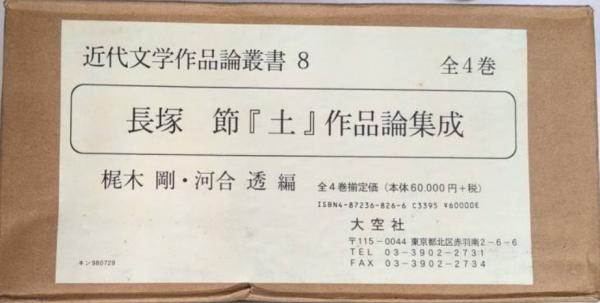 近代文学作品論叢書 8 全4巻
長塚 節『土』作品論集成
梶木 剛・河合 透 編
全4巻揃定価(本体60.000円+税)
ISBN4-87236-826-6 C3395 ¥60000E
大空社
〒115-0044 東京都北区赤羽南2-6-6
TEL 03-3902-2731
FAX 03-3902-2734
キン980729